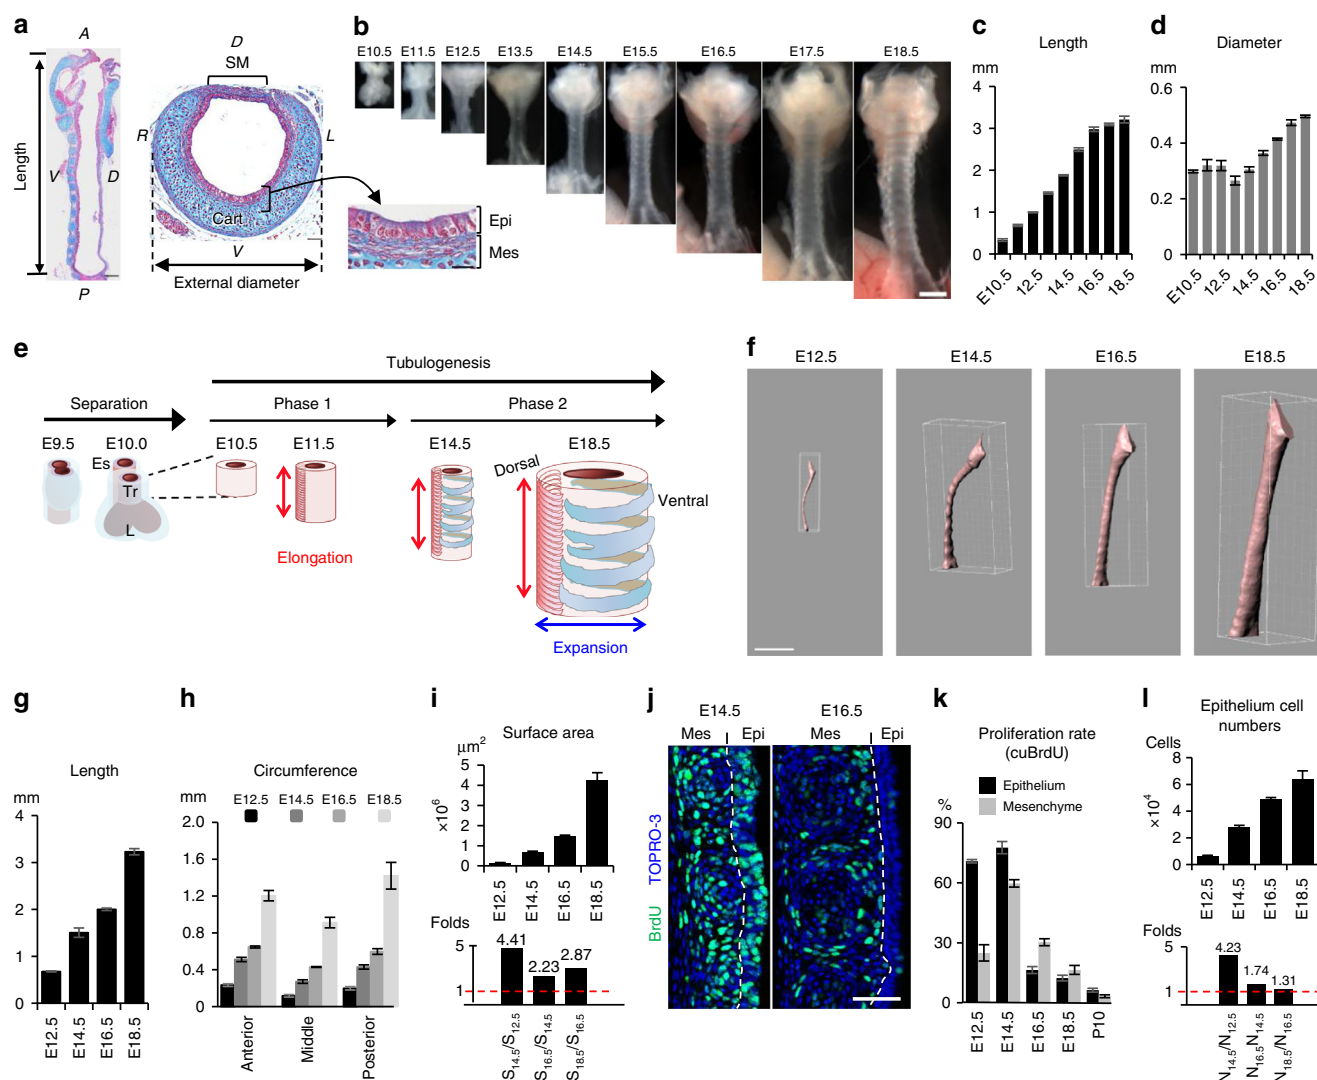 a
A
Length
V
D
P
D
SM
R
L
Cart
V
External diameter
Epi
Mes
b
E10.5 E11.5 E12.5 E13.5 E14.5 E15.5 E16.5 E17.5 E18.5
c
Length
mm
4
3
2
1
0
E10.5 12.5 14.5 16.5 18.5
d
Diameter
mm
0.6
0.4
0.2
0
E10.5 12.5 14.5 16.5 18.5
e
Tubulogenesis
Separation
Phase 1
Phase 2
E9.5 E10.0 E10.5 E11.5 E14.5 E18.5
Es
Tr
L
Dorsal
Ventral
Elongation
Expansion
f
E12.5 E14.5 E16.5 E18.5
g
Length
mm
4
3
2
1
0
E12.5 E14.5 E16.5 E18.5
h
Circumference
mm
E12.5 E14.5 E16.5 E18.5
2.0
1.6
1.2
0.8
0.4
0
Anterior Middle Posterior
i
Surface area
μm²
×10⁶
5
4
3
2
1
0
E12.5 E14.5 E16.5 E18.5
Folds
5
1
4.41 2.23 2.87
S14.5/S12.5 S16.5/S14.5 S18.5/S16.5
j
E14.5 E16.5
Mes Epi Mes Epi
BrdU TOPRO-3
k
Proliferation rate
(cuBrdU)
Epithelium
Mesenchyme
%
90
60
30
0
E12.5 E14.5 E16.5 E18.5 P10
l
Epithelium cell
numbers
Cells
×10⁴
8
6
4
2
0
E12.5 E14.5 E16.5 E18.5
Folds
5
1
4.23 1.74 1.31
N14.5/N12.5 N16.5N14.5 N18.5/N16.5